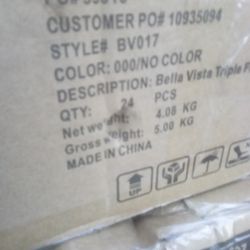 CUSTOMER PO# 10935094
STYLE# BV017
COLOR: 000/NO COLOR
DESCRIPTION: Bella Vista Tripla
QTY: 24 PCS
Net weight: 4.08 KG
Gross weight: 5.00 KG
MADE IN CHINA
UP